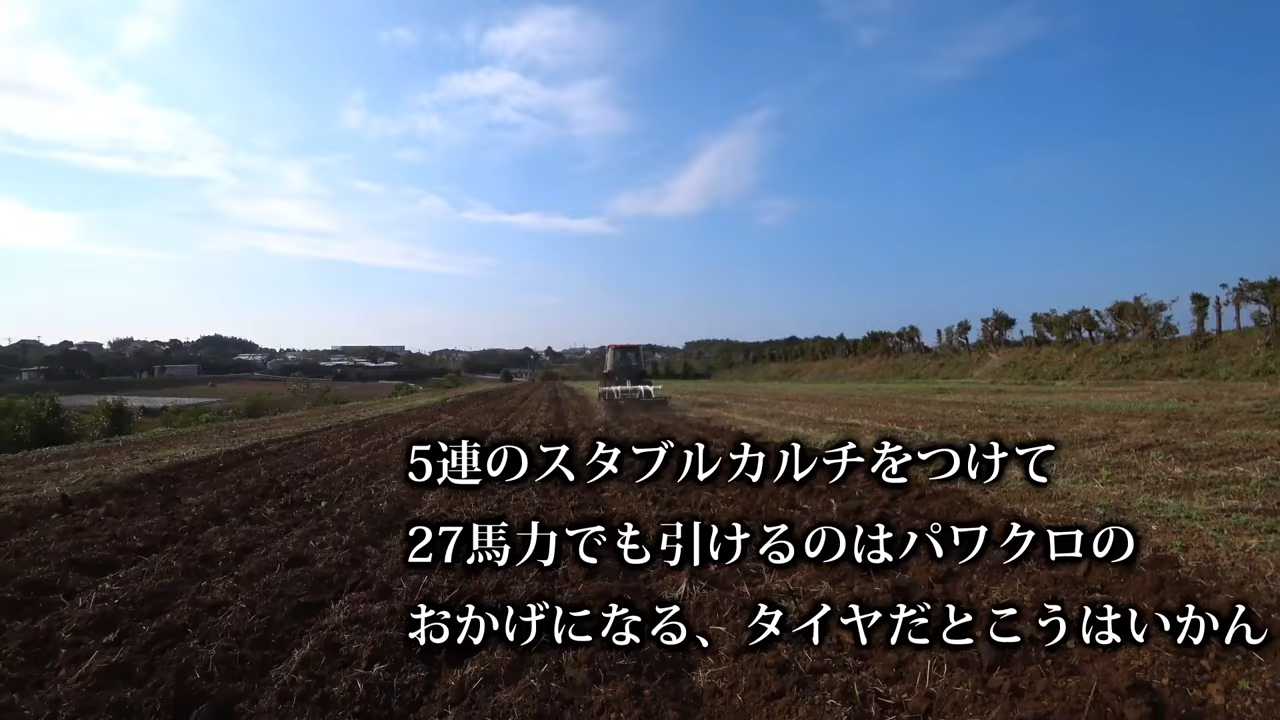 5連のスタブルカルチをつけて
27馬力でも引けるのはパワクロの
おかげになる、タイヤだとこうはいかん